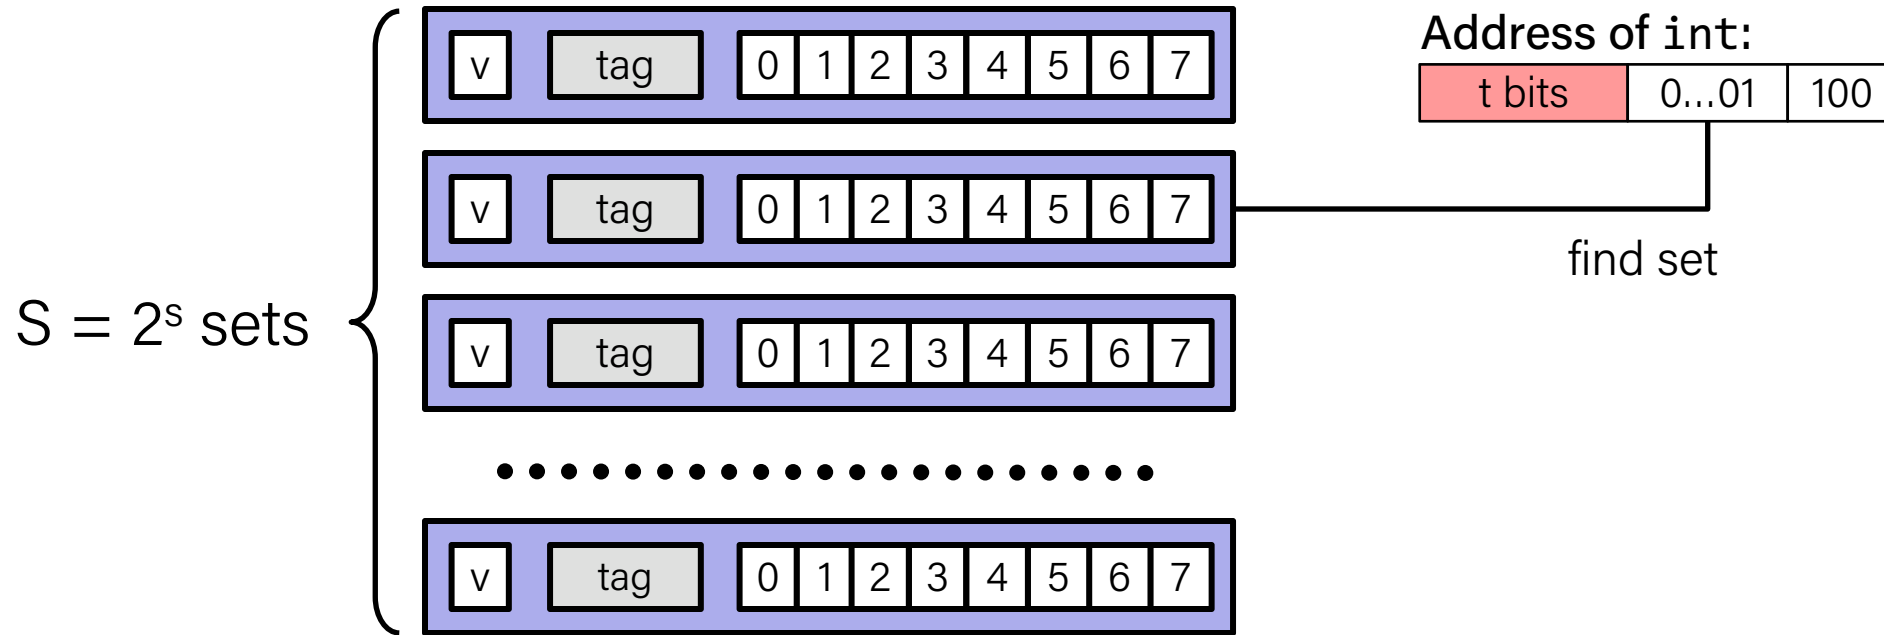 v tag 0 1 2 3 4 5 6 7
Address of int:
t bits 0...01 100
v tag 0 1 2 3 4 5 6 7
find set
S = 2ˢ sets
v tag 0 1 2 3 4 5 6 7
v tag 0 1 2 3 4 5 6 7